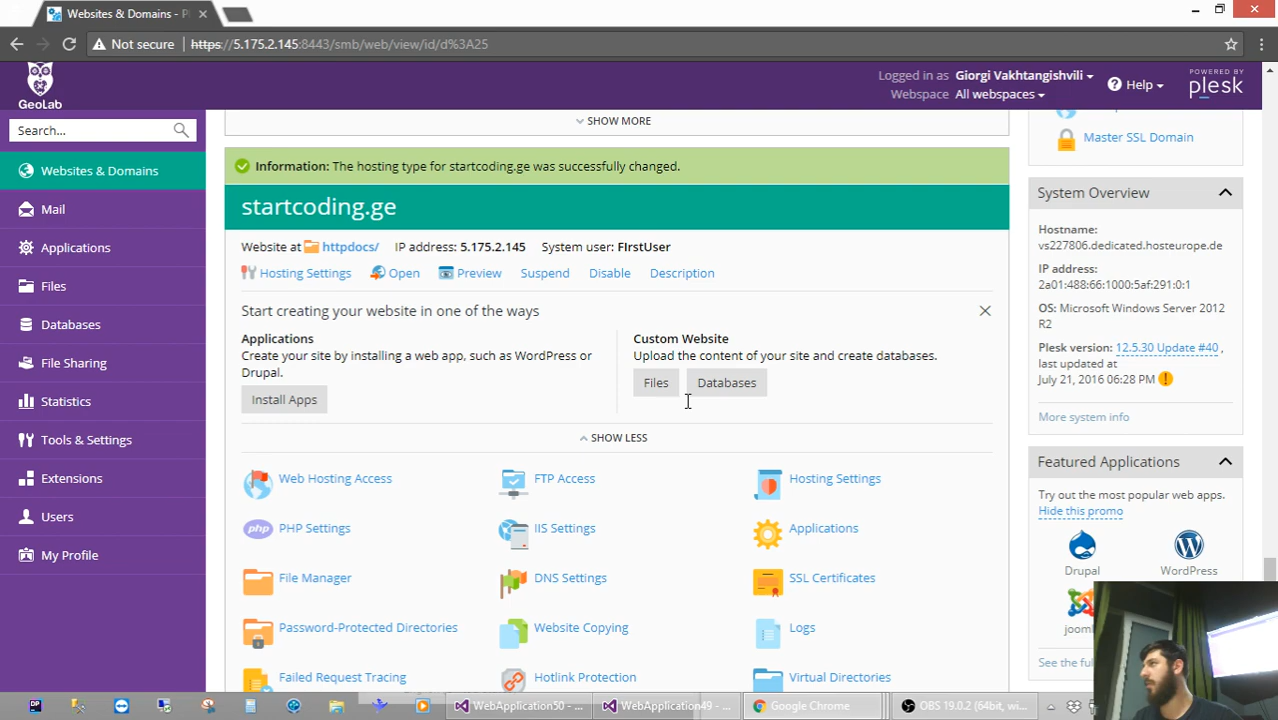 Websites & Domains - Pl
Not secure
https://5.175.2.145:8443/smb/web/view/id/d%3A25
GeoLab
Logged in as Giorgi Vakhtangishvili
Webspace All webspaces
Help
POWERED BY
plesk
Search...
Websites & Domains
Mail
Applications
Files
Databases
File Sharing
Statistics
Tools & Settings
Extensions
Users
My Profile
SHOW MORE
Information: The hosting type for startcoding.ge was successfully changed.
startcoding.ge
Website at httpdocs/ IP address: 5.175.2.145 System user: FIrstUser
Hosting Settings Open Preview Suspend Disable Description
Start creating your website in one of the ways
Applications
Create your site by installing a web app, such as WordPress or
Drupal.
Install Apps
Custom Website
Upload the content of your site and create databases.
Files Databases
SHOW LESS
Web Hosting Access FTP Access Hosting Settings
php PHP Settings IIS Settings Applications
File Manager DNS Settings SSL Certificates
Password-Protected Directories Website Copying Logs
Failed Request Tracing Hotlink Protection Virtual Directories
Master SSL Domain
System Overview
Hostname:
vs227806.dedicated.hosteurope.de
IP address:
2a01:488:66:1000:5af:291:0:1
OS: Microsoft Windows Server 2012
R2
Plesk version: 12.5.30 Update #40 ,
last updated at
July 21, 2016 06:28 PM
More system info
Featured Applications
Try out the most popular web apps.
Hide this promo
Drupal WordPress
See the
DP
WebApplication50 - ...
WebApplication49 - ...
Google Chrome
OBS 19.0.2 (64bit, wi...